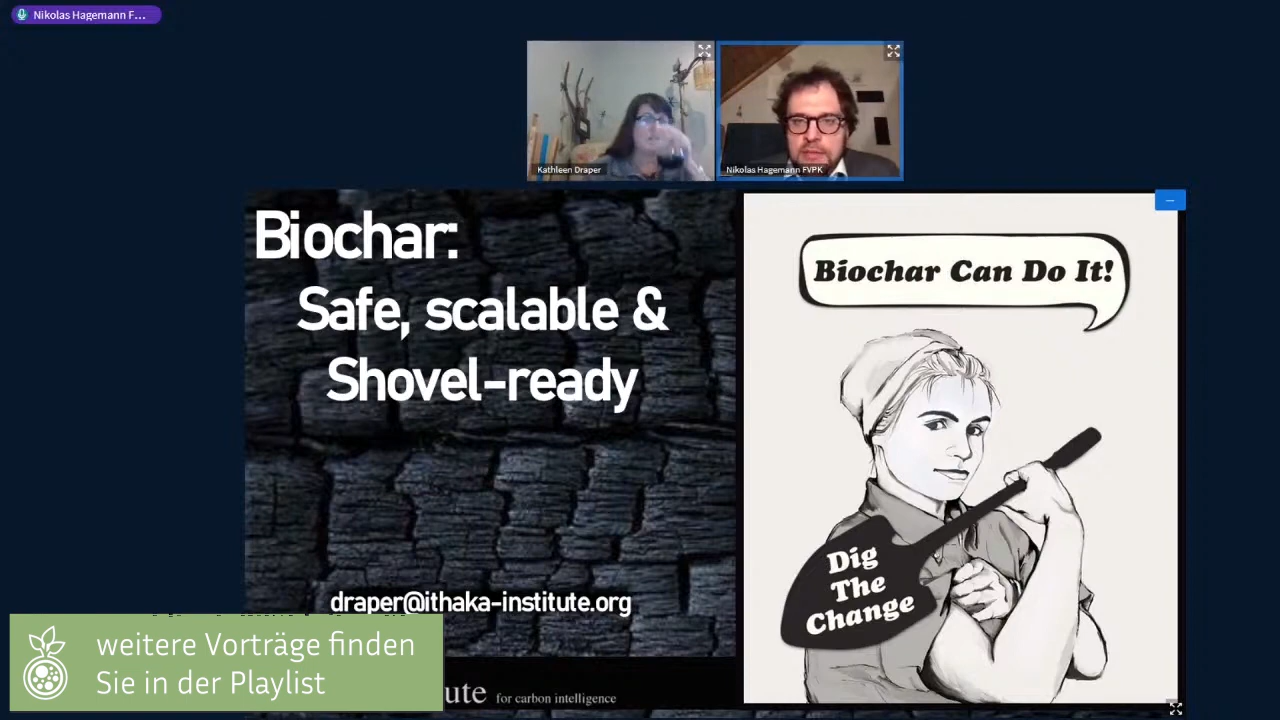 Nikolas Hagemann F...
Kathleen Draper
Nikolas Hagemann FVPK
Biochar:
Safe, scalable &
Shovel-ready
draper@ithaka-institute.org
for carbon intelligence
Biochar Can Do It!
Dig
The
Change
weitere Vorträge finden
Sie in der Playlist